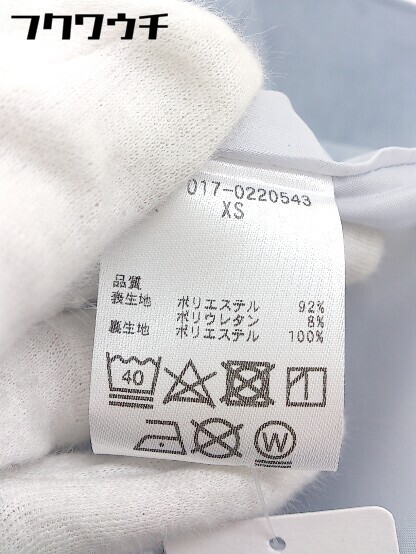 フクワウチ
017-0220543
XS
品質
表生地 ポリエステル 92%
ポリウレタン 8%
裏生地 ポリエステル 100%
40
W